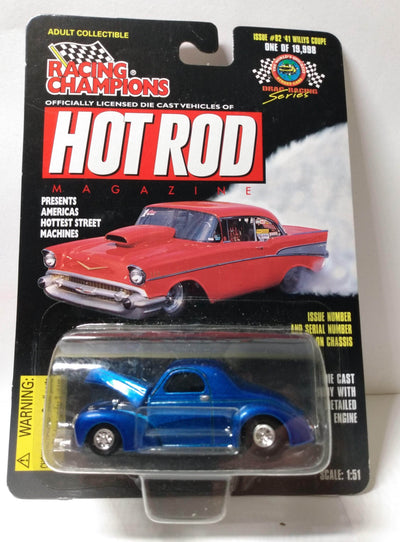 ADULT COLLECTIBLE
ISSUE #82 '41 WILLYS COUPE
ONE OF 19,998
RACING
CHAMPIONS
DRAG RACING
Series
OFFICIALLY LICENSED DIE CAST VEHICLES OF
HOT ROD
MAGAZINE
PRESENTS
AMERICAS
HOTTEST STREET
MACHINES
ISSUE NUMBER
AND SERIAL NUMBER
ON CHASSIS
DIE CAST
BODY WITH
DETAILED
ENGINE
SCALE: 1:51
WARNING: